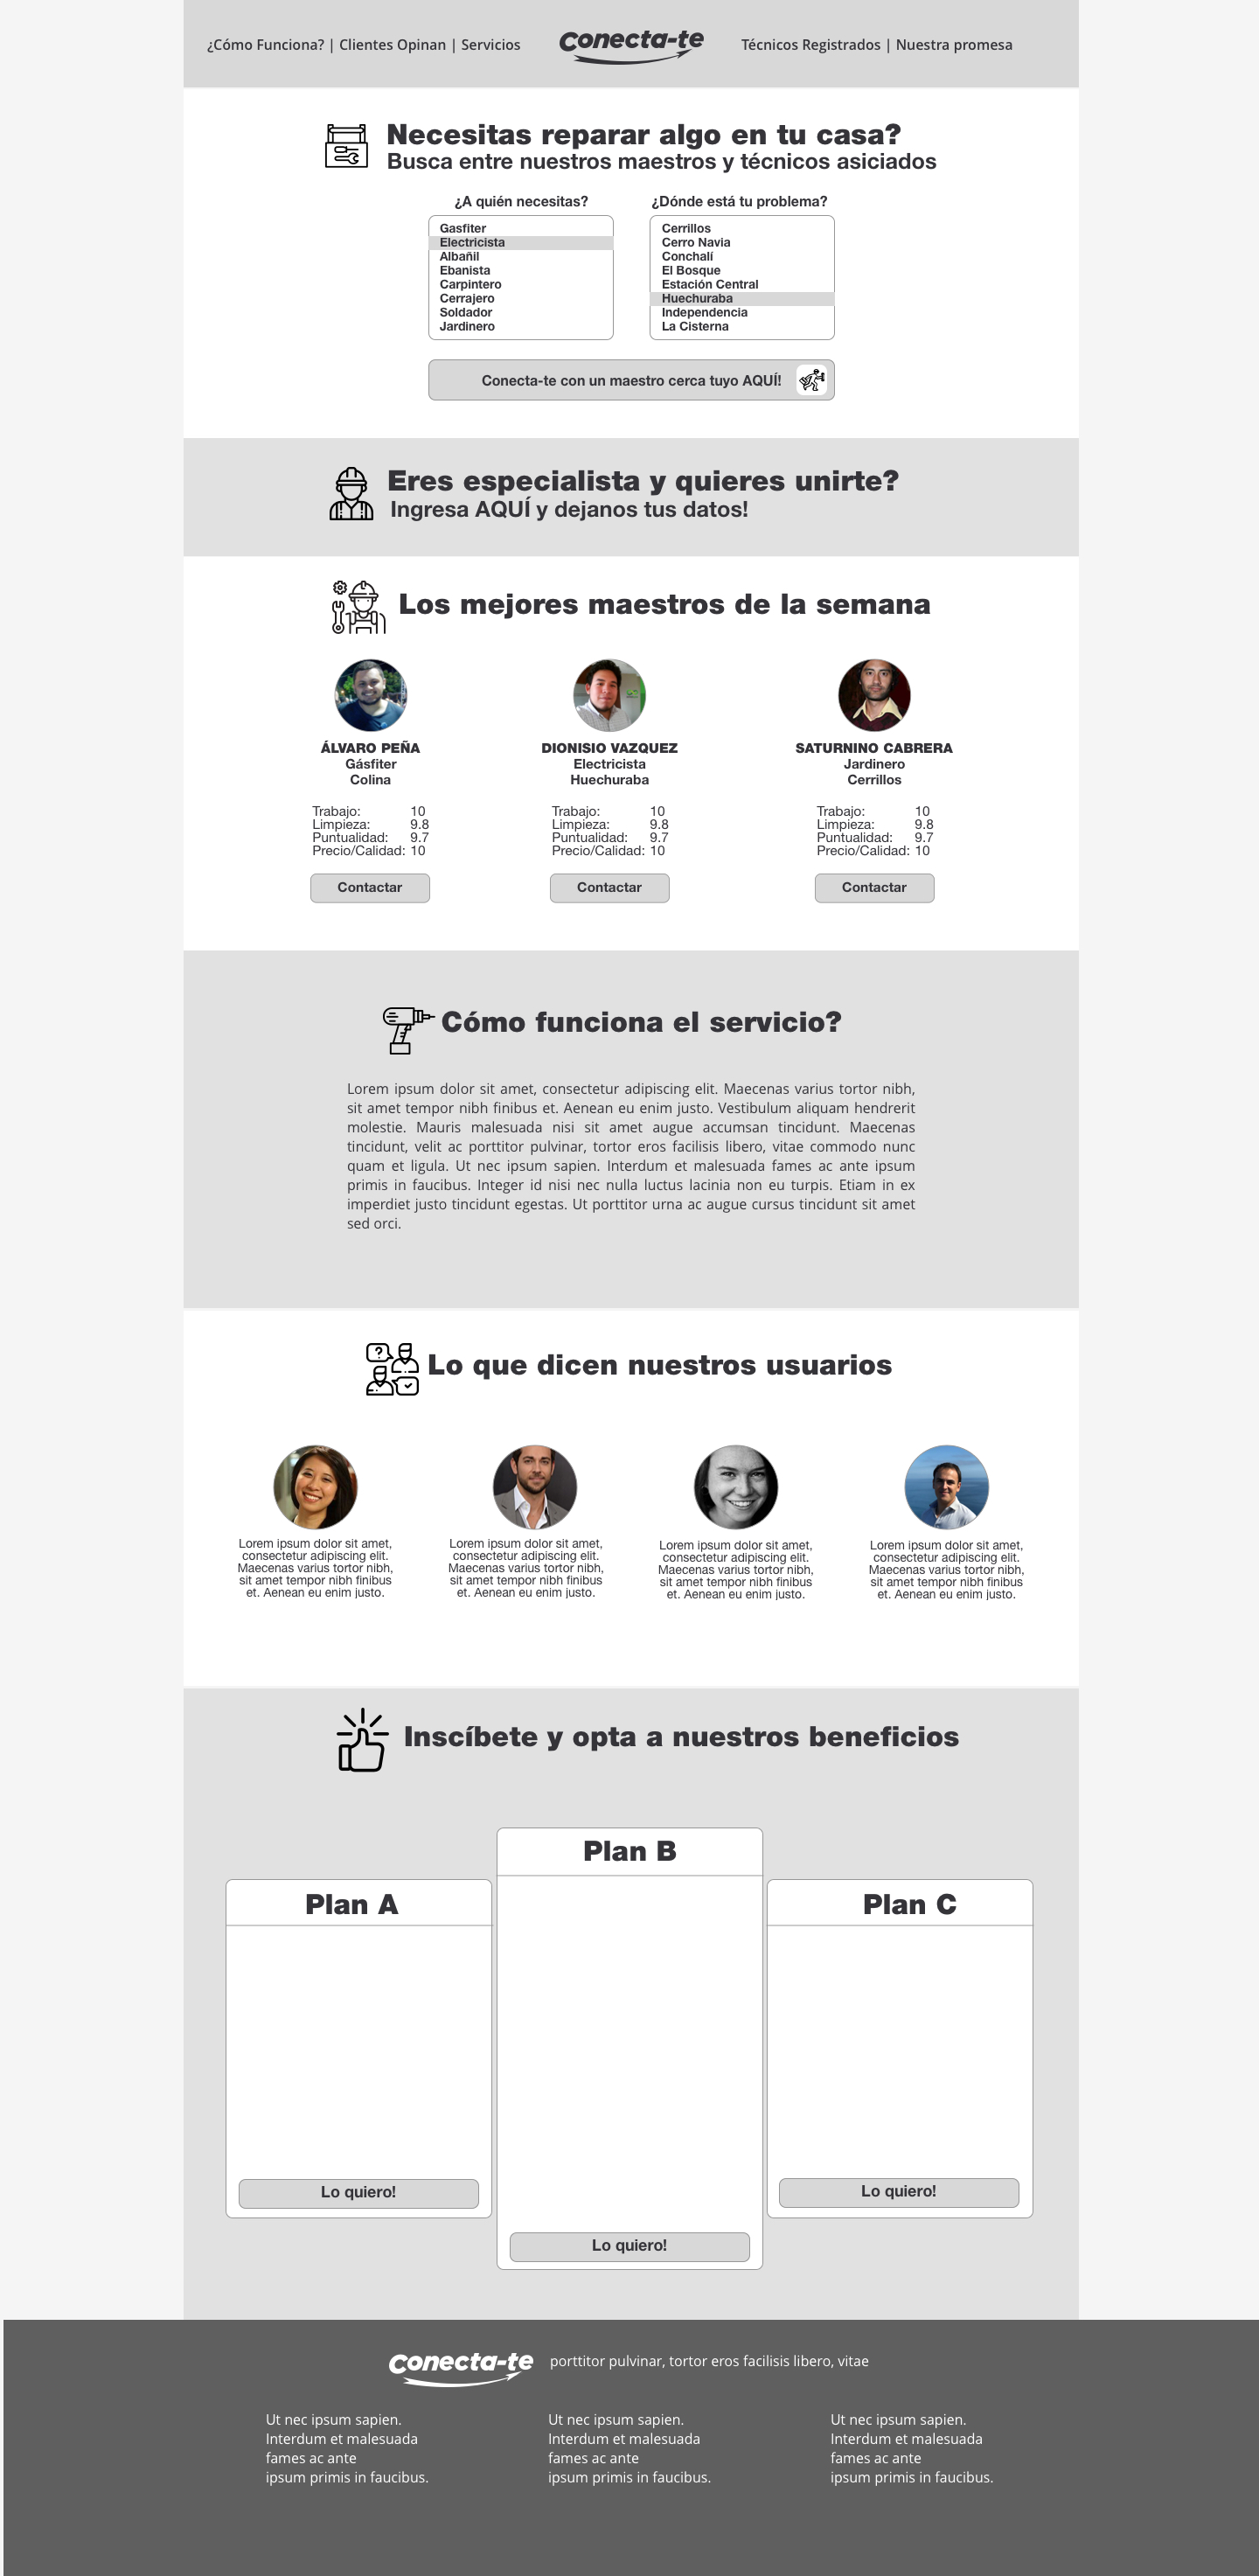 ¿Cómo Funciona? | Clientes Opinan | Servicios
Conecta-te
Técnicos Registrados | Nuestra promesa
Necesitas reparar algo en tu casa?
Busca entre nuestros maestros y técnicos asiciados
¿A quién necesitas?
Gasfiter
Electricista
Albañil
Ebanista
Carpintero
Cerrajero
Soldador
Jardinero
¿Dónde está tu problema?
Cerrillos
Cerro Navia
Conchalí
El Bosque
Estación Central
Huechuraba
Independencia
La Cisterna
Conecta-te con un maestro cerca tuyo AQUÍ!
Eres especialista y quieres unirte?
Ingresa AQUÍ y dejanos tus datos!
Los mejores maestros de la semana
ÁLVARO PEÑA
Gásfiter
Colina
Trabajo: 10
Limpieza: 9.8
Puntualidad: 9.7
Precio/Calidad: 10
Contactar
DIONISIO VAZQUEZ
Electricista
Huechuraba
Trabajo: 10
Limpieza: 9.8
Puntualidad: 9.7
Precio/Calidad: 10
Contactar
SATURNINO CABRERA
Jardinero
Cerrillos
Trabajo: 10
Limpieza: 9.8
Puntualidad: 9.7
Precio/Calidad: 10
Contactar
Cómo funciona el servicio?
Lorem ipsum dolor sit amet, consectetur adipiscing elit. Maecenas varius tortor nibh,
sit amet tempor nibh finibus et. Aenean eu enim justo. Vestibulum aliquam hendrerit
molestie. Mauris malesuada nisi sit amet augue accumsan tincidunt. Maecenas
tincidunt, velit ac porttitor pulvinar, tortor eros facilisis libero, vitae commodo nunc
quam et ligula. Ut nec ipsum sapien. Interdum et malesuada fames ac ante ipsum
primis in faucibus. Integer id nisi nec nulla luctus lacinia non eu turpis. Etiam in ex
imperdiet justo tincidunt egestas. Ut porttitor urna ac augue cursus tincidunt sit amet
sed orci.
Lo que dicen nuestros usuarios
Lorem ipsum dolor sit amet,
consectetur adipiscing elit.
Maecenas varius tortor nibh,
sit amet tempor nibh finibus
et. Aenean eu enim justo.
Lorem ipsum dolor sit amet,
consectetur adipiscing elit.
Maecenas varius tortor nibh,
sit amet tempor nibh finibus
et. Aenean eu enim justo.
Lorem ipsum dolor sit amet,
consectetur adipiscing elit.
Maecenas varius tortor nibh,
sit amet tempor nibh finibus
et. Aenean eu enim justo.
Lorem ipsum dolor sit amet,
consectetur adipiscing elit.
Maecenas varius tortor nibh,
sit amet tempor nibh finibus
et. Aenean eu enim justo.
Inscíbete y opta a nuestros beneficios
Plan A
Lo quiero!
Plan B
Lo quiero!
Plan C
Lo quiero!
Conecta-te
porttitor pulvinar, tortor eros facilisis libero, vitae
Ut nec ipsum sapien.
Interdum et malesuada
fames ac ante
ipsum primis in faucibus.
Ut nec ipsum sapien.
Interdum et malesuada
fames ac ante
ipsum primis in faucibus.
Ut nec ipsum sapien.
Interdum et malesuada
fames ac ante
ipsum primis in faucibus.